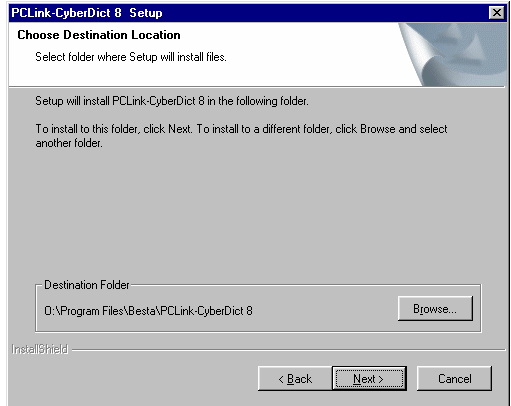 PCLink-CyberDict 8 Setup
Choose Destination Location
Select folder where Setup will install files.
Setup will install PCLink-CyberDict 8 in the following folder.
To install to this folder, click Next. To install to a different folder, click Browse and select
another folder.
Destination Folder
O:\Program Files\Besta\PCLink-CyberDict 8
Browse...
InstallShield
< Back
Next >
Cancel